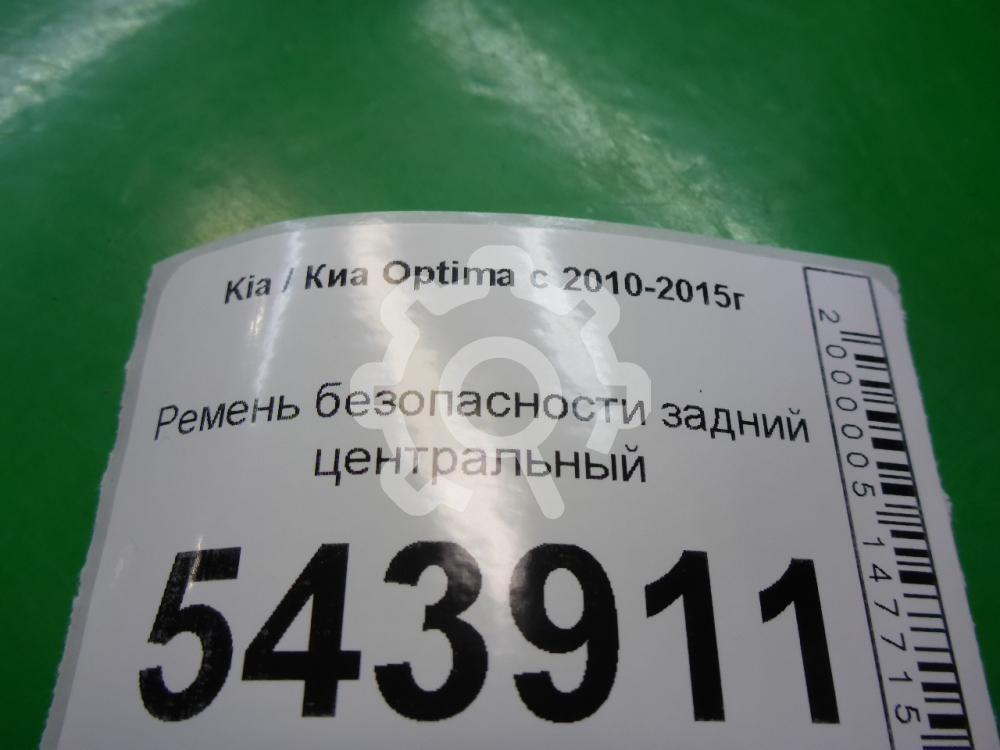 Kia / Киа Optima с 2010-2015г
Ремень безопасности задний
центральный
543911
2000005147715